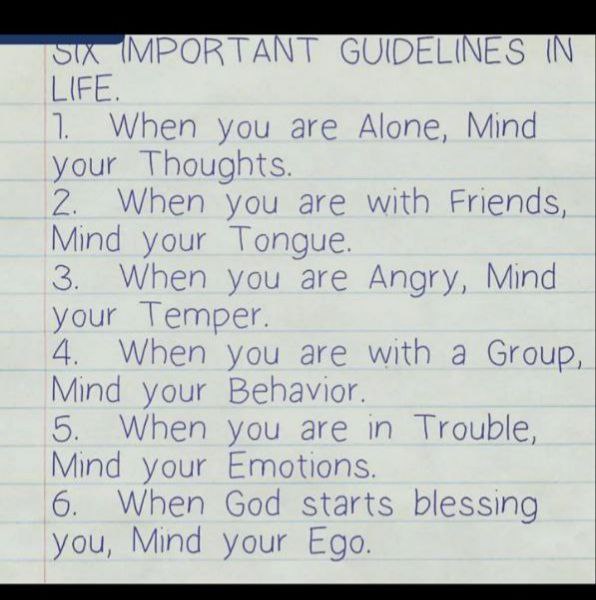 SIX IMPORTANT GUIDELINES IN
LIFE.
1. When you are Alone, Mind
your Thoughts.
2. When you are with Friends,
Mind your Tongue.
3. When you are Angry, Mind
your Temper.
4. When you are with a Group,
Mind your Behavior.
5. When you are in Trouble,
Mind your Emotions.
6. When God starts blessing
you, Mind your Ego.